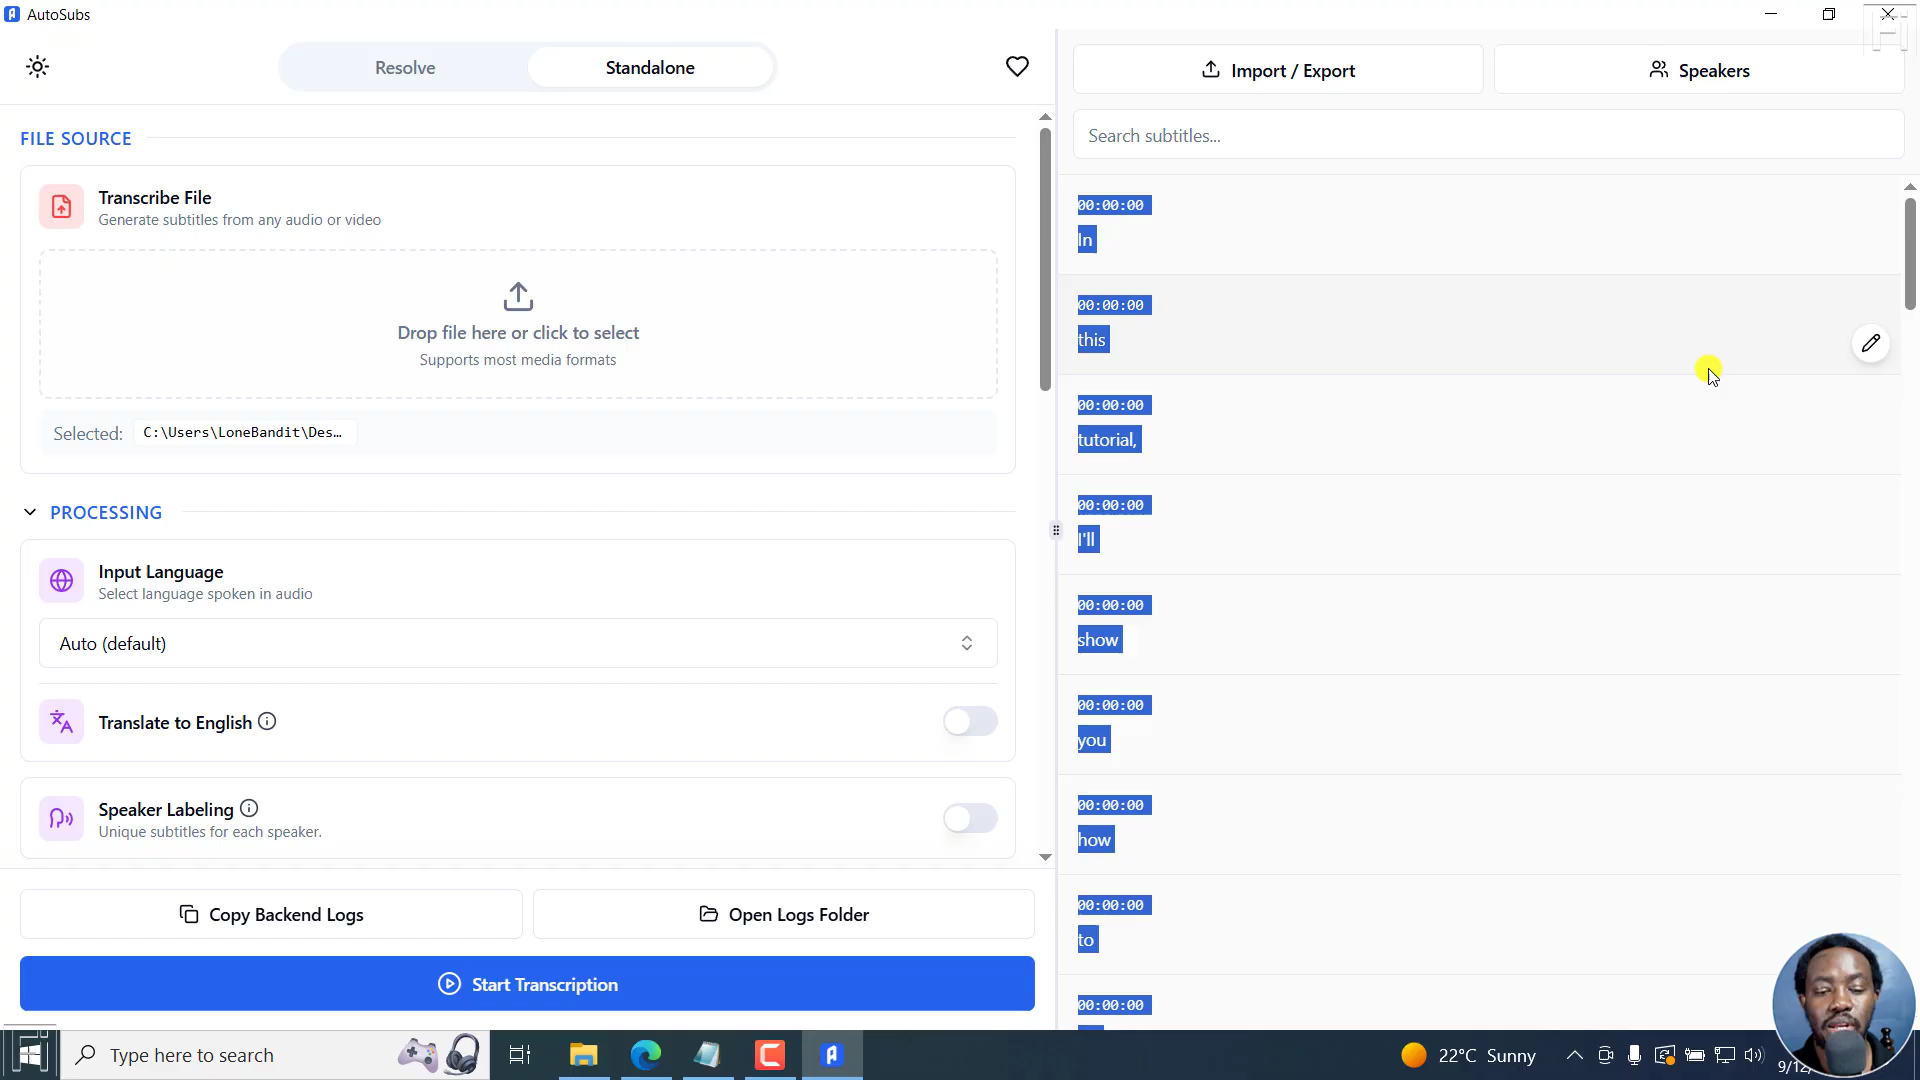 AutoSubs
Resolve
Standalone
FILE SOURCE
Transcribe File
Generate subtitles from any audio or video
Drop file here or click to select
Supports most media formats
Selected: C:\Users\LoneBandit\Des…
PROCESSING
Input Language
Select language spoken in audio
Auto (default)
Translate to English
Speaker Labeling
Unique subtitles for each speaker.
Copy Backend Logs
Open Logs Folder
Start Transcription
Import / Export
Speakers
Search subtitles...
00:00:00
In
00:00:00
this
00:00:00
tutorial,
00:00:00
I'll
00:00:00
show
00:00:00
you
00:00:00
how
00:00:00
to
00:00:00
Type here to search
22°C Sunny